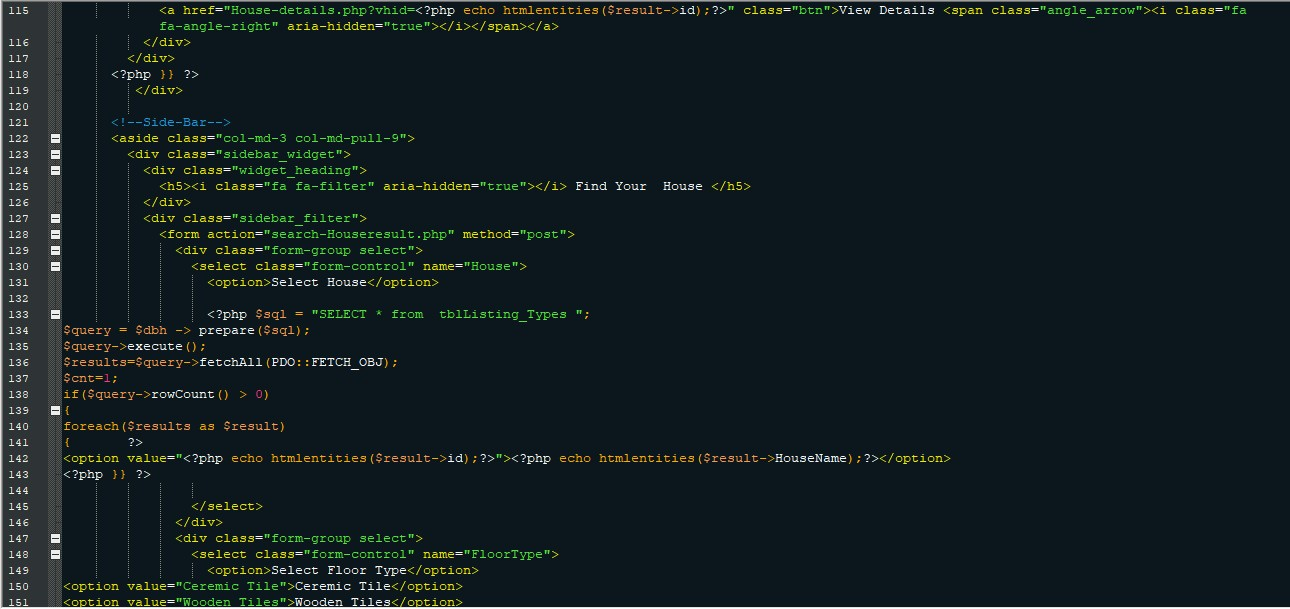 115 <a href="House-details.php?vhid=<?php echo htmlentities($result->id);?>" class="btn">View Details <span class="angle_arrow"><i class="fa
fa-angle-right" aria-hidden="true"></i></span></a>
116 </div>
117 </div>
118 <?php }} ?>
119 </div>
120
121 <!--Side-Bar-->
122 <aside class="col-md-3 col-md-pull-9">
123 <div class="sidebar_widget">
124 <div class="widget_heading">
125 <h5><i class="fa fa-filter" aria-hidden="true"></i> Find Your  House </h5>
126 </div>
127 <div class="sidebar_filter">
128 <form action="search-Houseresult.php" method="post">
129 <div class="form-group select">
130 <select class="form-control" name="House">
131 <option>Select House</option>
132
133 <?php $sql = "SELECT * from  tblListing_Types ";
134 $query = $dbh -> prepare($sql);
135 $query->execute();
136 $results=$query->fetchAll(PDO::FETCH_OBJ);
137 $cnt=1;
138 if($query->rowCount() > 0)
139 {
140 foreach($results as $result)
141 {       ?>
142 <option value="<?php echo htmlentities($result->id);?>"><?php echo htmlentities($result->HouseName);?></option>
143 <?php }} ?>
144
145 </select>
146 </div>
147 <div class="form-group select">
148 <select class="form-control" name="FloorType">
149 <option>Select Floor Type</option>
150 <option value="Ceremic Tile">Ceremic Tile</option>
151 <option value="Wooden Tiles">Wooden Tiles</option>